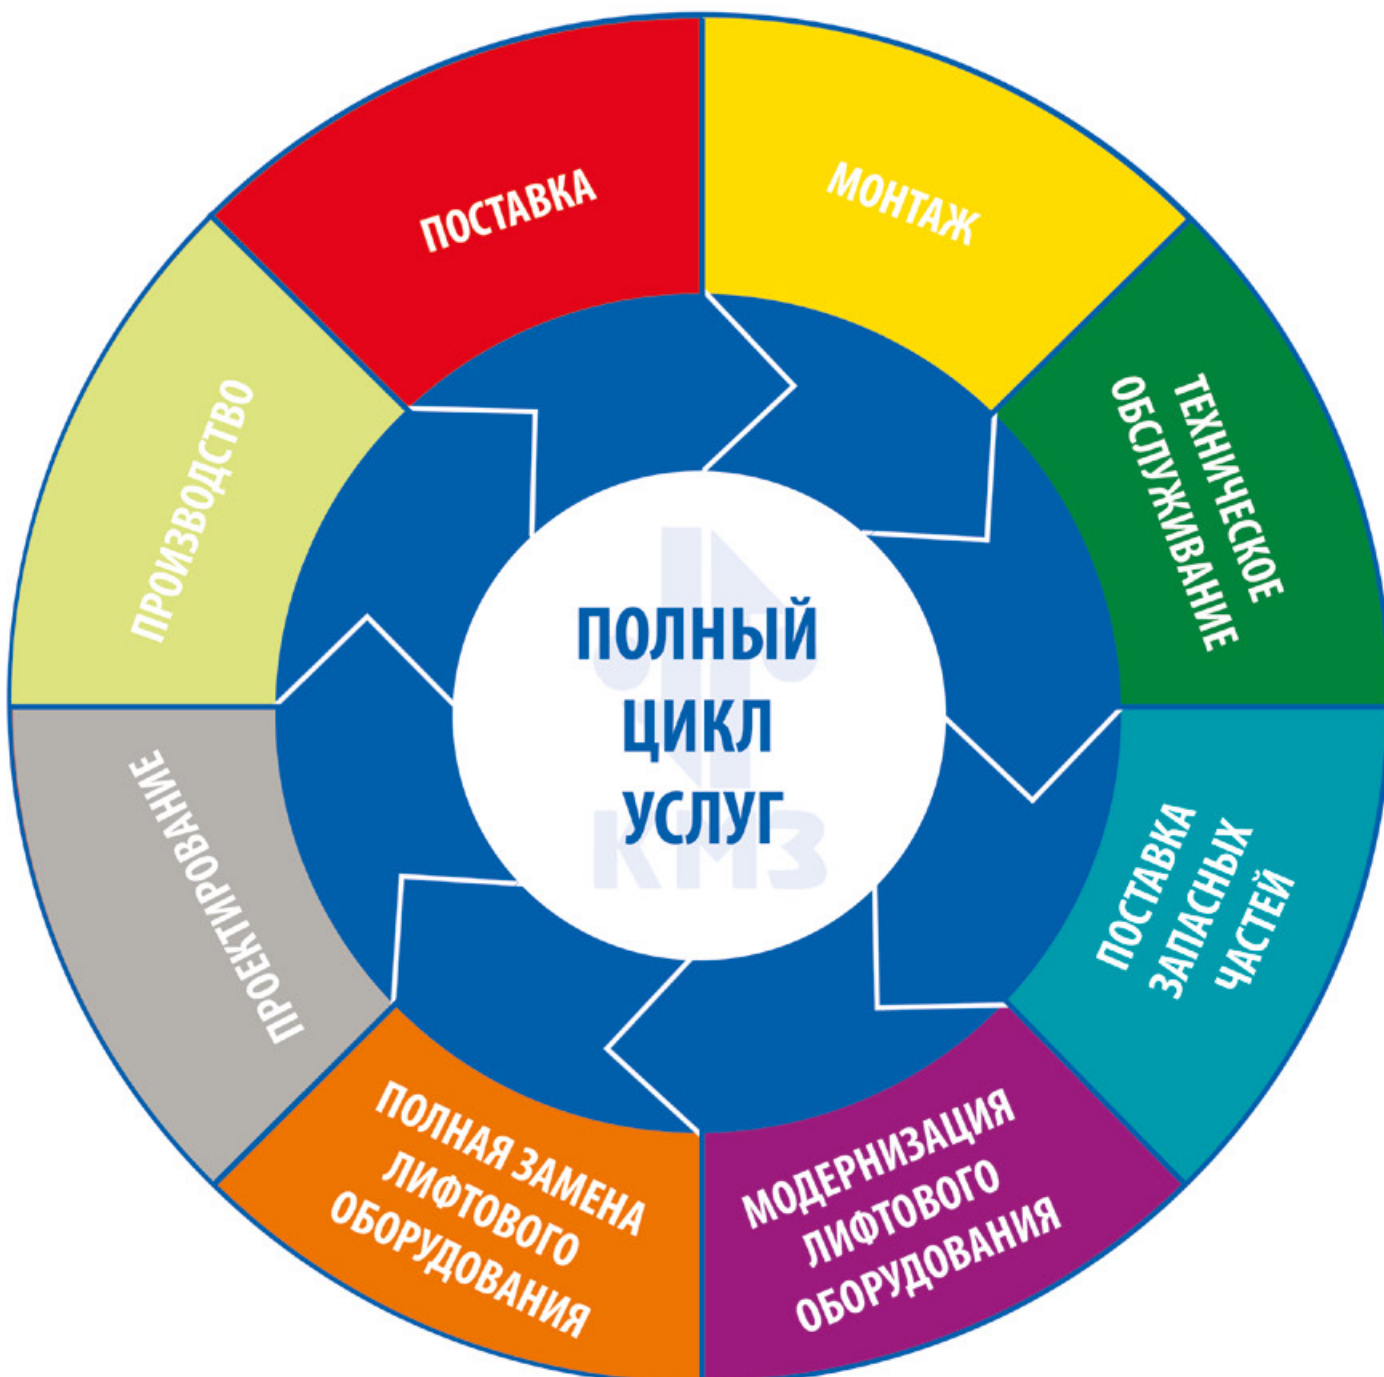 ПОСТАВКА
МОНТАЖ
ТЕХНИЧЕСКОЕ
ОБСЛУЖИВАНИЕ
ПОСТАВКА
ЗАПАСНЫХ
ЧАСТЕЙ
МОДЕРНИЗАЦИЯ
ЛИФТОВОГО
ОБОРУДОВАНИЯ
ПОЛНАЯ ЗАМЕНА
ЛИФТОВОГО
ОБОРУДОВАНИЯ
ПРОЕКТИРОВАНИЕ
ПРОИЗВОДСТВО
ПОЛНЫЙ
ЦИКЛ
УСЛУГ
КМЗ